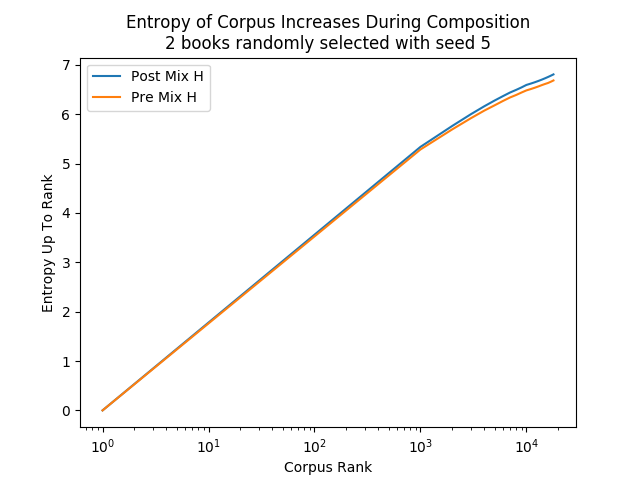 Entropy of Corpus Increases During Composition
2 books randomly selected with seed 5
Post Mix H
Pre Mix H
Entropy Up To Rank
7
6
5
4
3
2
1
0
10⁰
10¹
10²
10³
10⁴
Corpus Rank